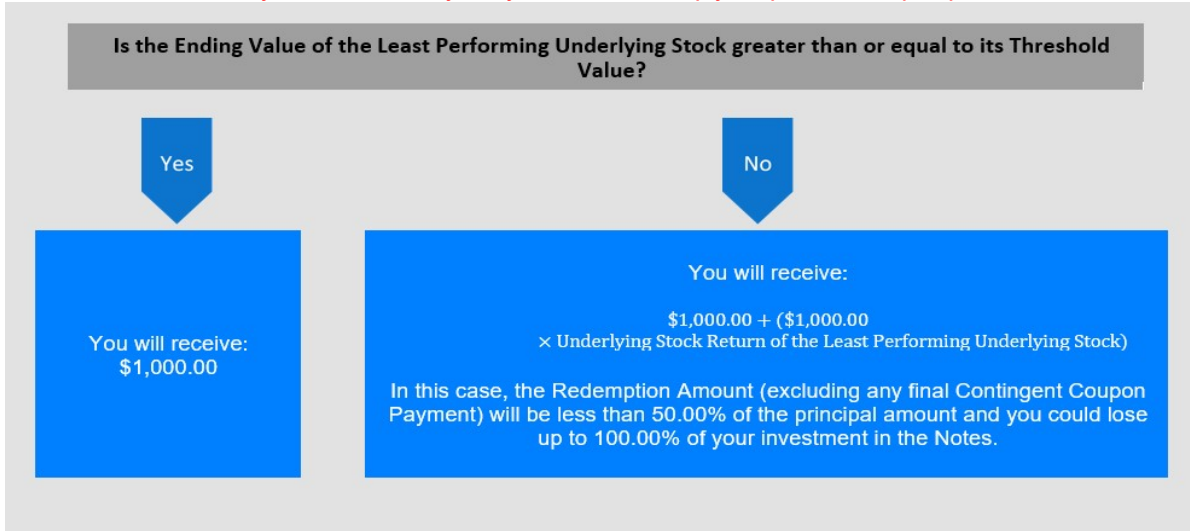 Is the Ending Value of the Least Performing Underlying Stock greater than or equal to its Threshold
Value?
Yes
No
You will receive:
$1,000.00
You will receive:
$1,000.00 + ($1,000.00
× Underlying Stock Return of the Least Performing Underlying Stock)
In this case, the Redemption Amount (excluding any final Contingent Coupon
Payment) will be less than 50.00% of the principal amount and you could lose
up to 100.00% of your investment in the Notes.